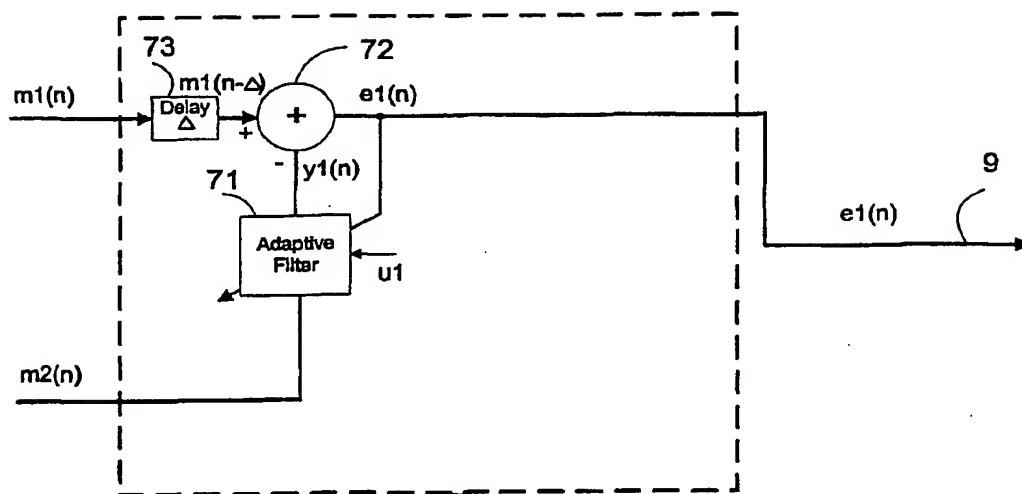 73
72
m1(n)
m1(n-Δ)
e1(n)
Delay
Δ
+
+
-
y1(n)
71
9
Adaptive
Filter
e1(n)
u1
m2(n)